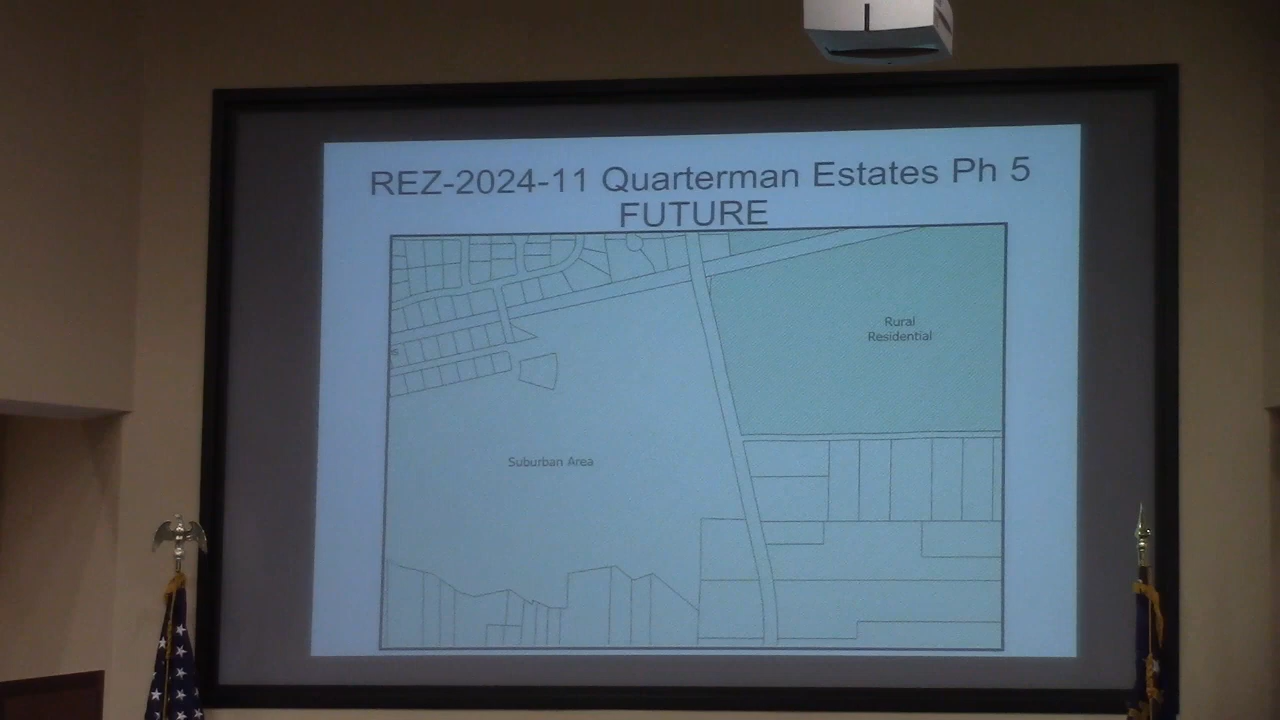 REZ-2024-11 Quarterman Estates Ph 5
FUTURE
Rural
Residential
Suburban Area